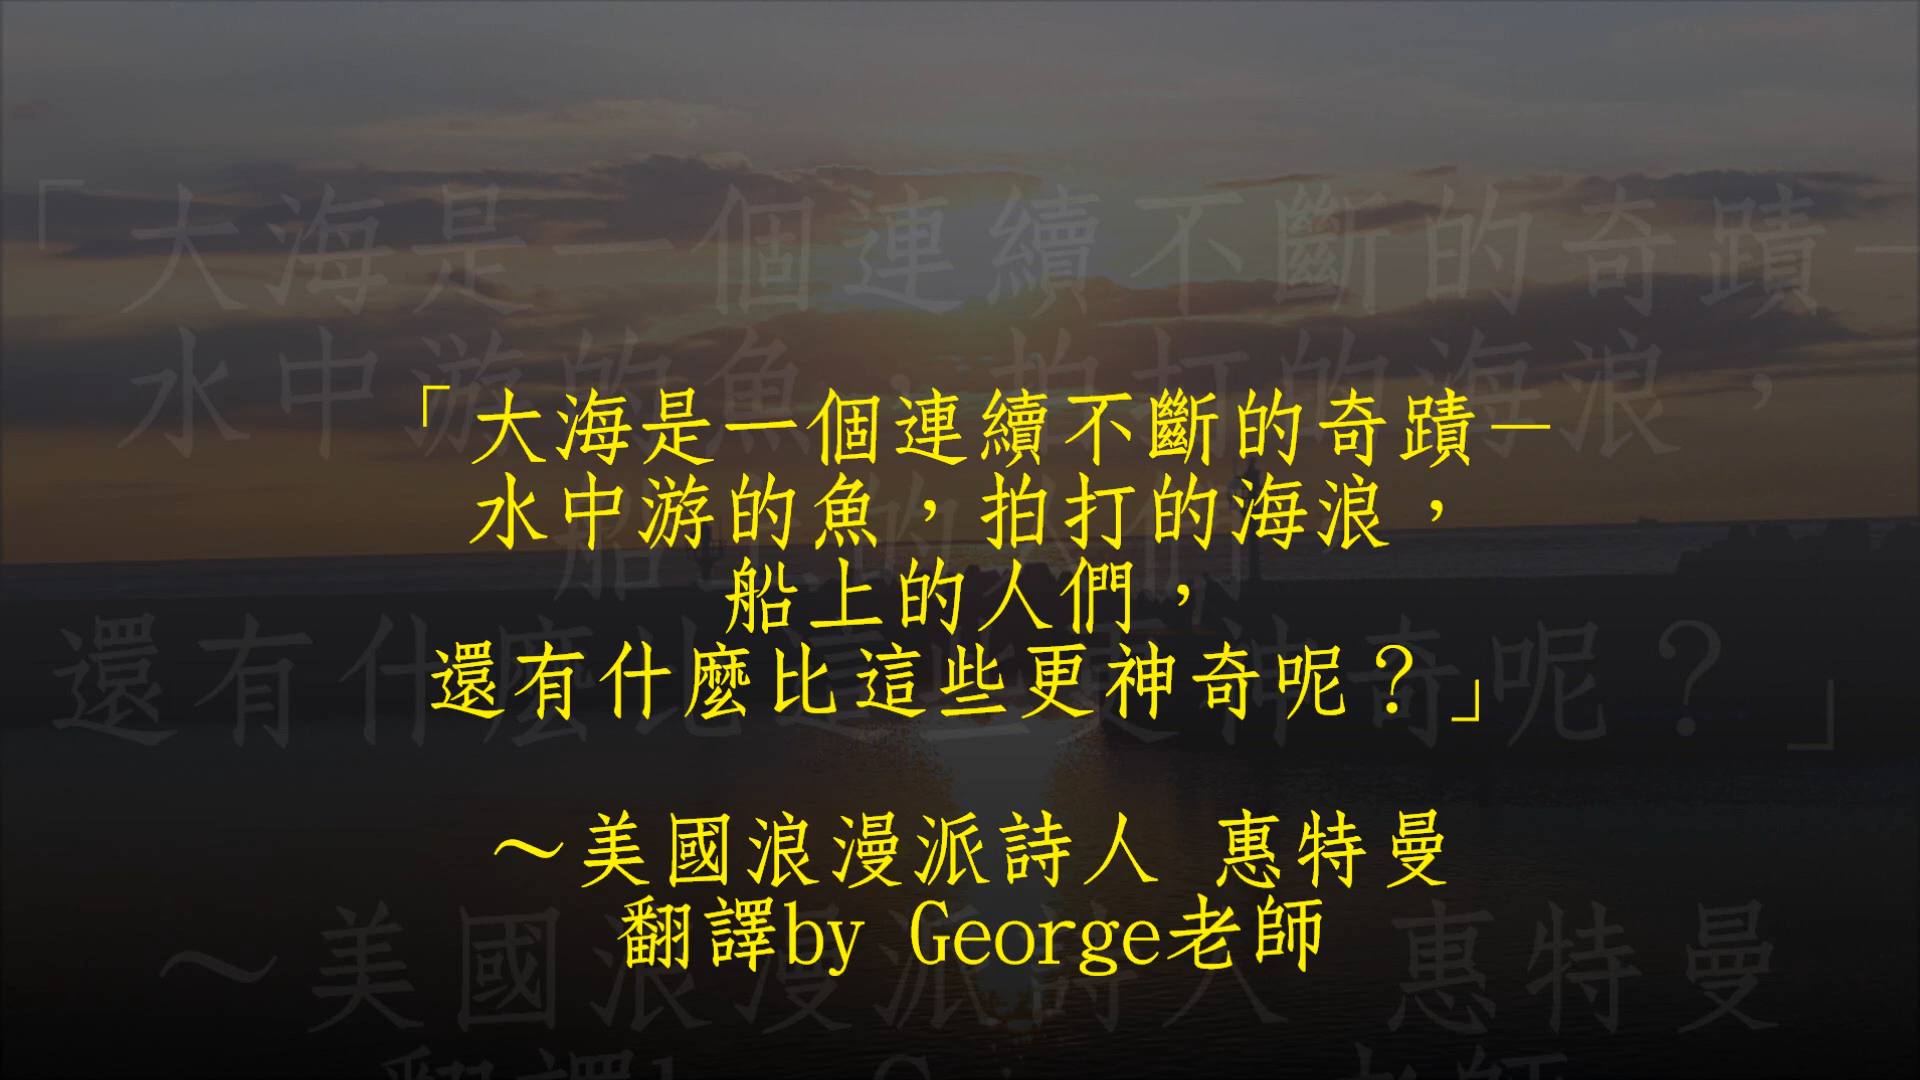 「大海是一個連續不斷的奇蹟－
水中游的魚，拍打的海浪，
船上的人們，
還有什麼比這些更神奇呢？」
～美國浪漫派詩人 惠特曼
翻譯by George老師